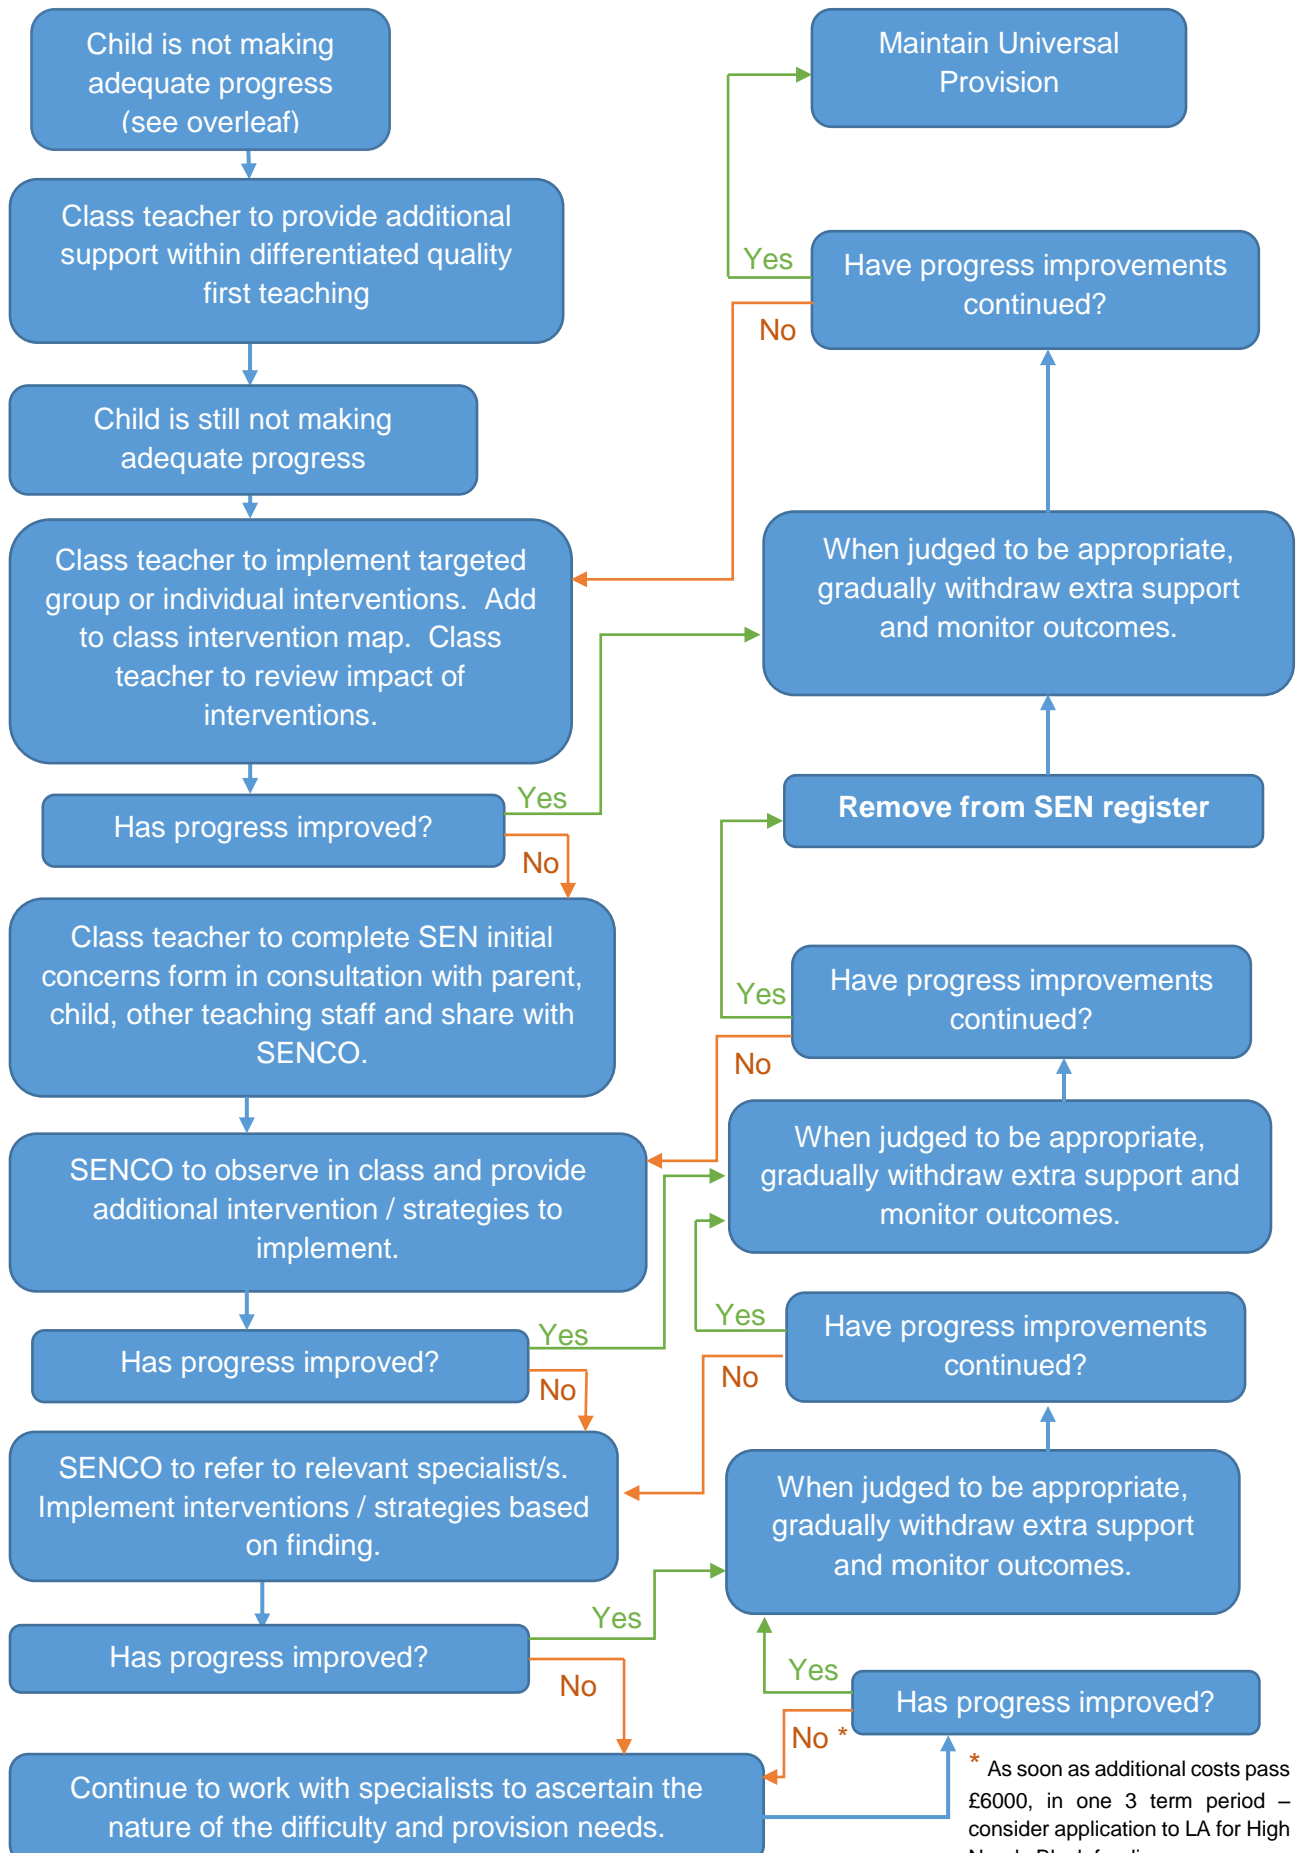 Child is not making
adequate progress
(see overleaf)
Class teacher to provide additional
support within differentiated quality
first teaching
Child is still not making
adequate progress
Class teacher to implement targeted
group or individual interventions. Add
to class intervention map. Class
teacher to review impact of
interventions.
Has progress improved?
Yes
No
Class teacher to complete SEN initial
concerns form in consultation with parent,
child, other teaching staff and share with
SENCO.
SENCO to observe in class and provide
additional intervention / strategies to
implement.
Has progress improved?
Yes
No
SENCO to refer to relevant specialist/s.
Implement interventions / strategies based
on finding.
Has progress improved?
Yes
No
Continue to work with specialists to ascertain the
nature of the difficulty and provision needs.
Has progress improved?
Yes
No *
* As soon as additional costs pass
£6000, in one 3 term period –
consider application to LA for High
When judged to be appropriate,
gradually withdraw extra support
and monitor outcomes.
Have progress improvements
continued?
Yes
No
When judged to be appropriate,
gradually withdraw extra support and
monitor outcomes.
Have progress improvements
continued?
Yes
No
Remove from SEN register
When judged to be appropriate,
gradually withdraw extra support
and monitor outcomes.
Have progress improvements
continued?
Yes
No
Maintain Universal
Provision